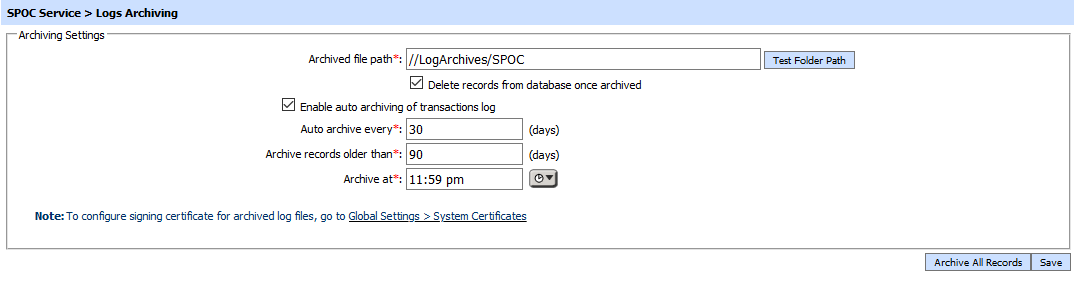 SPOC Service > Logs Archiving
Archiving Settings
Archived file path*: //LogArchives/SPOC Test Folder Path
Delete records from database once archived
Enable auto archiving of transactions log
Auto archive every*: 30 (days)
Archive records older than*: 90 (days)
Archive at*: 11:59 pm
Note: To configure signing certificate for archived log files, go to Global Settings > System Certificates
Archive All Records Save